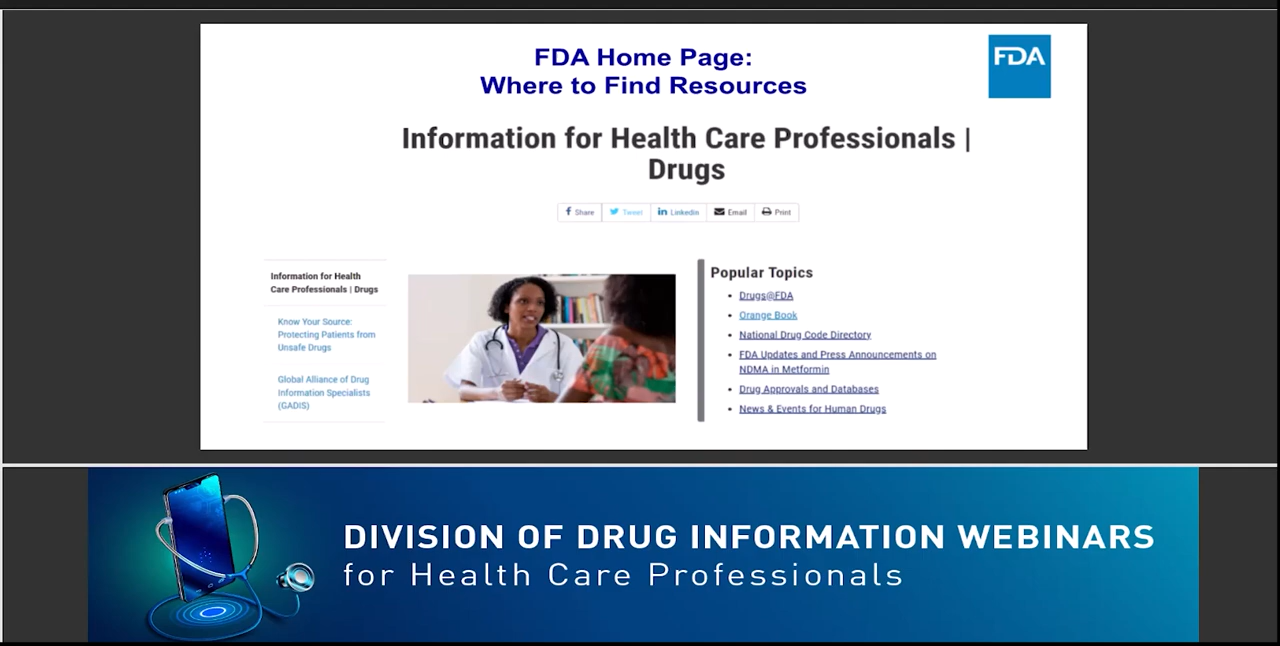 FDA Home Page:
Where to Find Resources
FDA
Information for Health Care Professionals |
Drugs
Share Tweet Linkedin Email Print
Information for Health
Care Professionals | Drugs
Know Your Source:
Protecting Patients from
Unsafe Drugs
Global Alliance of Drug
Information Specialists
(GADIS)
Popular Topics
• Drugs@FDA
• Orange Book
• National Drug Code Directory
• FDA Updates and Press Announcements on
NDMA in Metformin
• Drug Approvals and Databases
• News & Events for Human Drugs
DIVISION OF DRUG INFORMATION WEBINARS
for Health Care Professionals